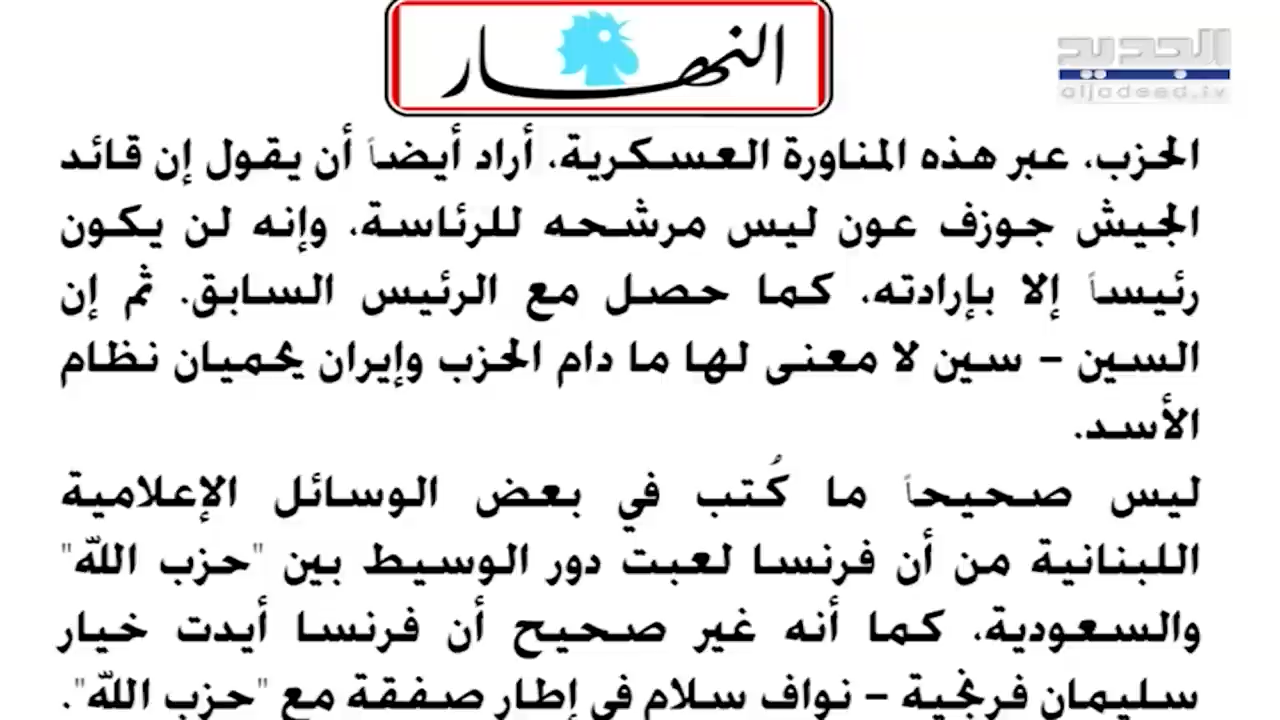 النهار
الجديد
aljadeed.tv
الحزب، عبر هذه المناورة العسكرية، أراد أيضاً أن يقول إن قائد
الجيش جوزف عون ليس مرشحه للرئاسة، وإنه لن يكون
رئيساً إلا بإرادته، كما حصل مع الرئيس السابق. ثم إن
السين – سين لا معنى لها ما دام الحزب وإيران يحميان نظام
الأسد.
ليس صحيحاً ما كُتب في بعض الوسائل الإعلامية
اللبنانية من أن فرنسا لعبت دور الوسيط بين "حزب الله"
والسعودية، كما أنه غير صحيح أن فرنسا أيدت خيار
سليمان فرنجية – نواف سلام في إطار صفقة مع "حزب الله".